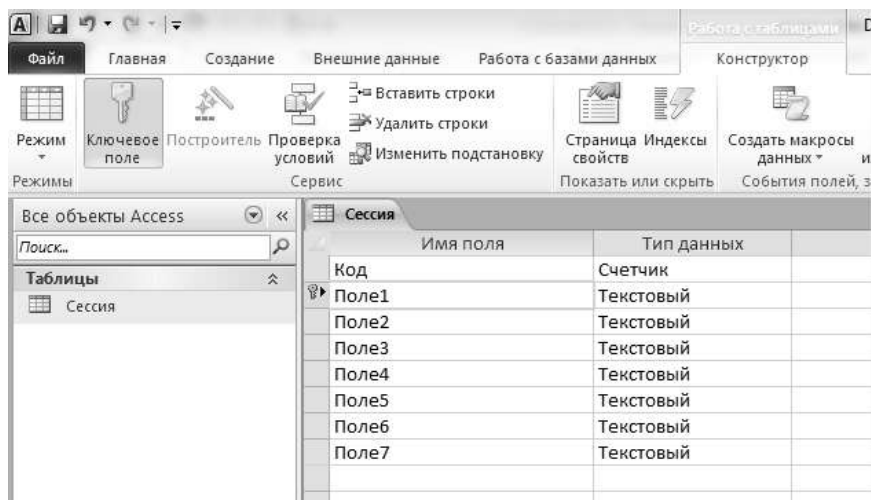 Работа с таблицами
Файл Главная Создание Внешние данные Работа с базами данных Конструктор
Режим
Ключевое поле
Построитель
Проверка условий
Вставить строки
Удалить строки
Изменить подстановку
Страница свойств
Индексы
Создать макросы данных
Режимы Сервис Показать или скрыть События полей, з
Все объекты Access
Поиск...
Таблицы
Сессия
Сессия
Имя поля Тип данных
Код Счетчик
Поле1 Текстовый
Поле2 Текстовый
Поле3 Текстовый
Поле4 Текстовый
Поле5 Текстовый
Поле6 Текстовый
Поле7 Текстовый